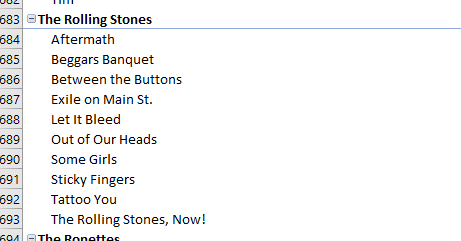 682 Tim
683 The Rolling Stones
684 Aftermath
685 Beggars Banquet
686 Between the Buttons
687 Exile on Main St.
688 Let It Bleed
689 Out of Our Heads
690 Some Girls
691 Sticky Fingers
692 Tattoo You
693 The Rolling Stones, Now!
694 The Ronettes